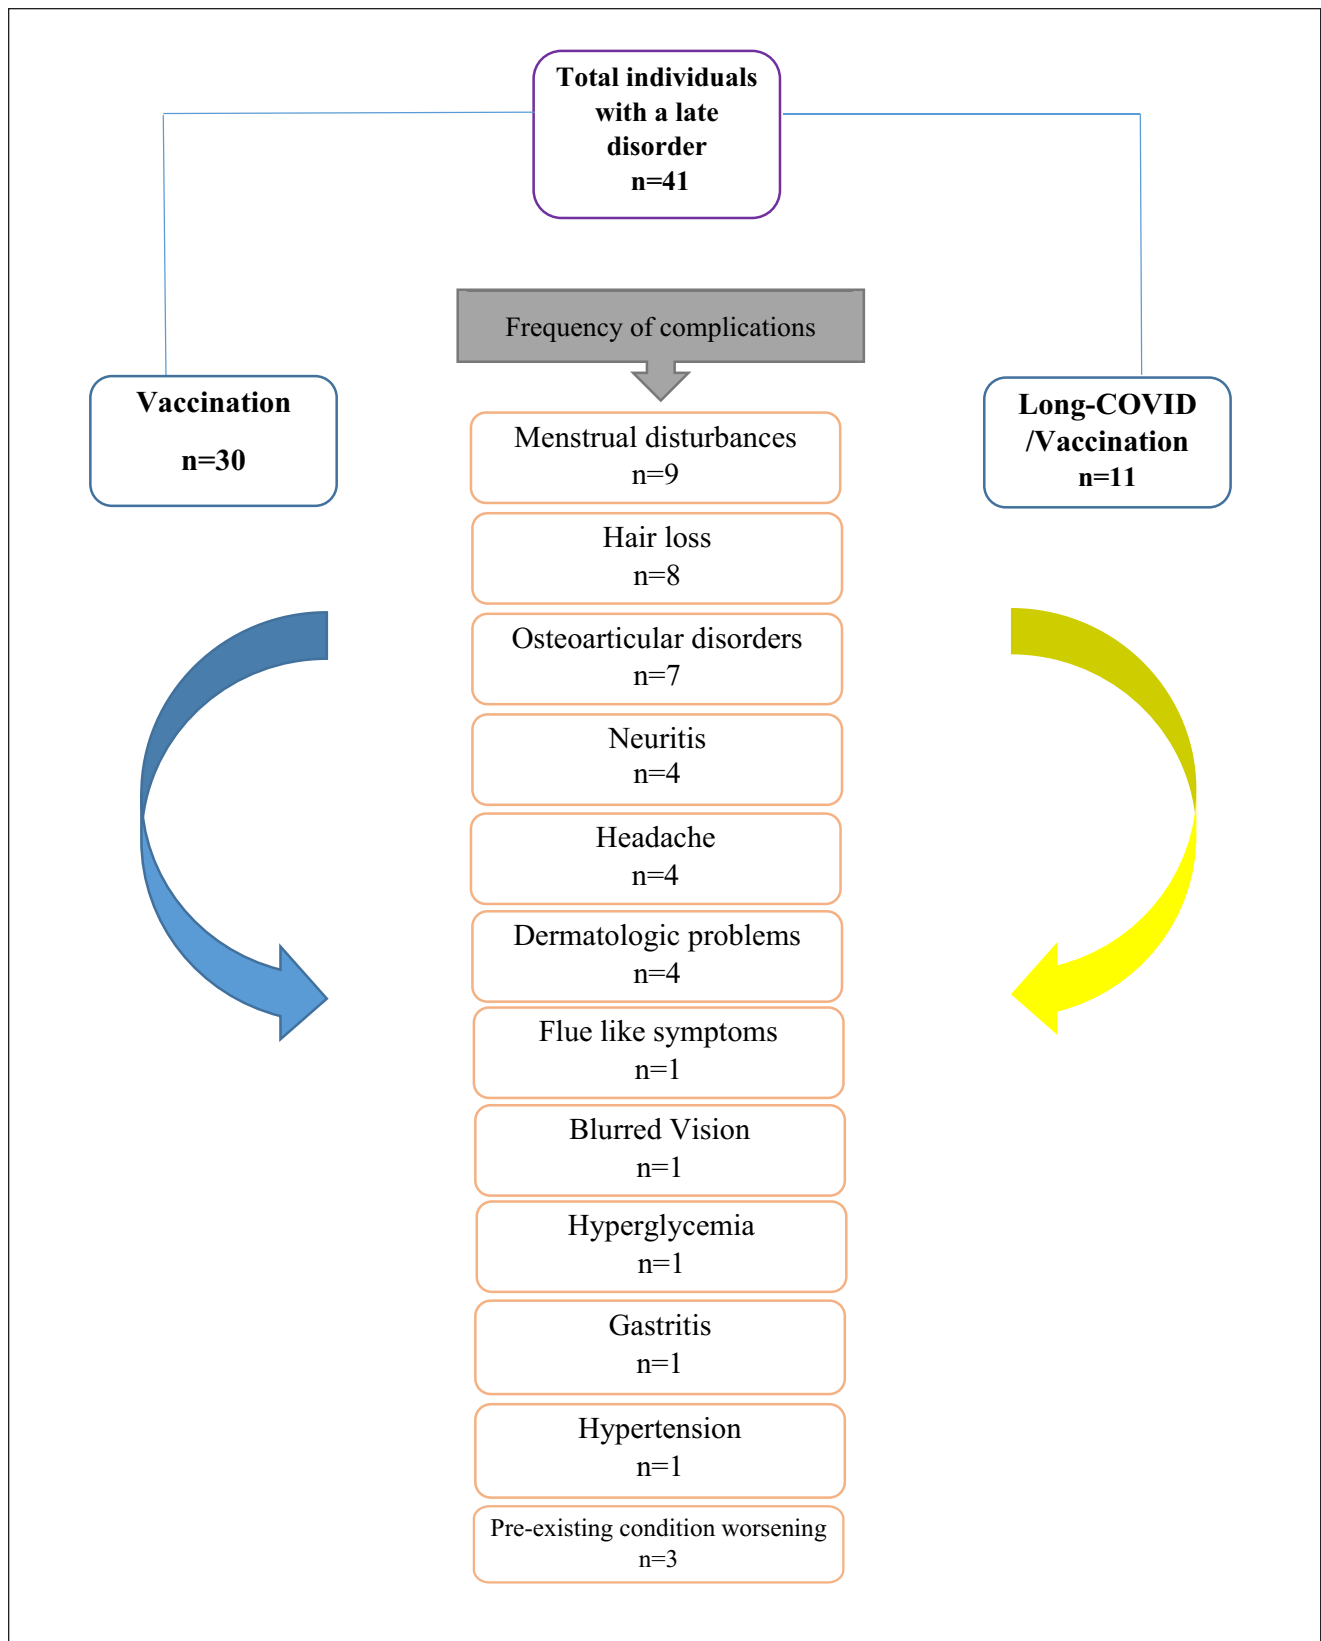 Total individuals
with a late
disorder
n=41
Frequency of complications
Vaccination
n=30
Long-COVID
/Vaccination
n=11
Menstrual disturbances
n=9
Hair loss
n=8
Osteoarticular disorders
n=7
Neuritis
n=4
Headache
n=4
Dermatologic problems
n=4
Flue like symptoms
n=1
Blurred Vision
n=1
Hyperglycemia
n=1
Gastritis
n=1
Hypertension
n=1
Pre-existing condition worsening
n=3